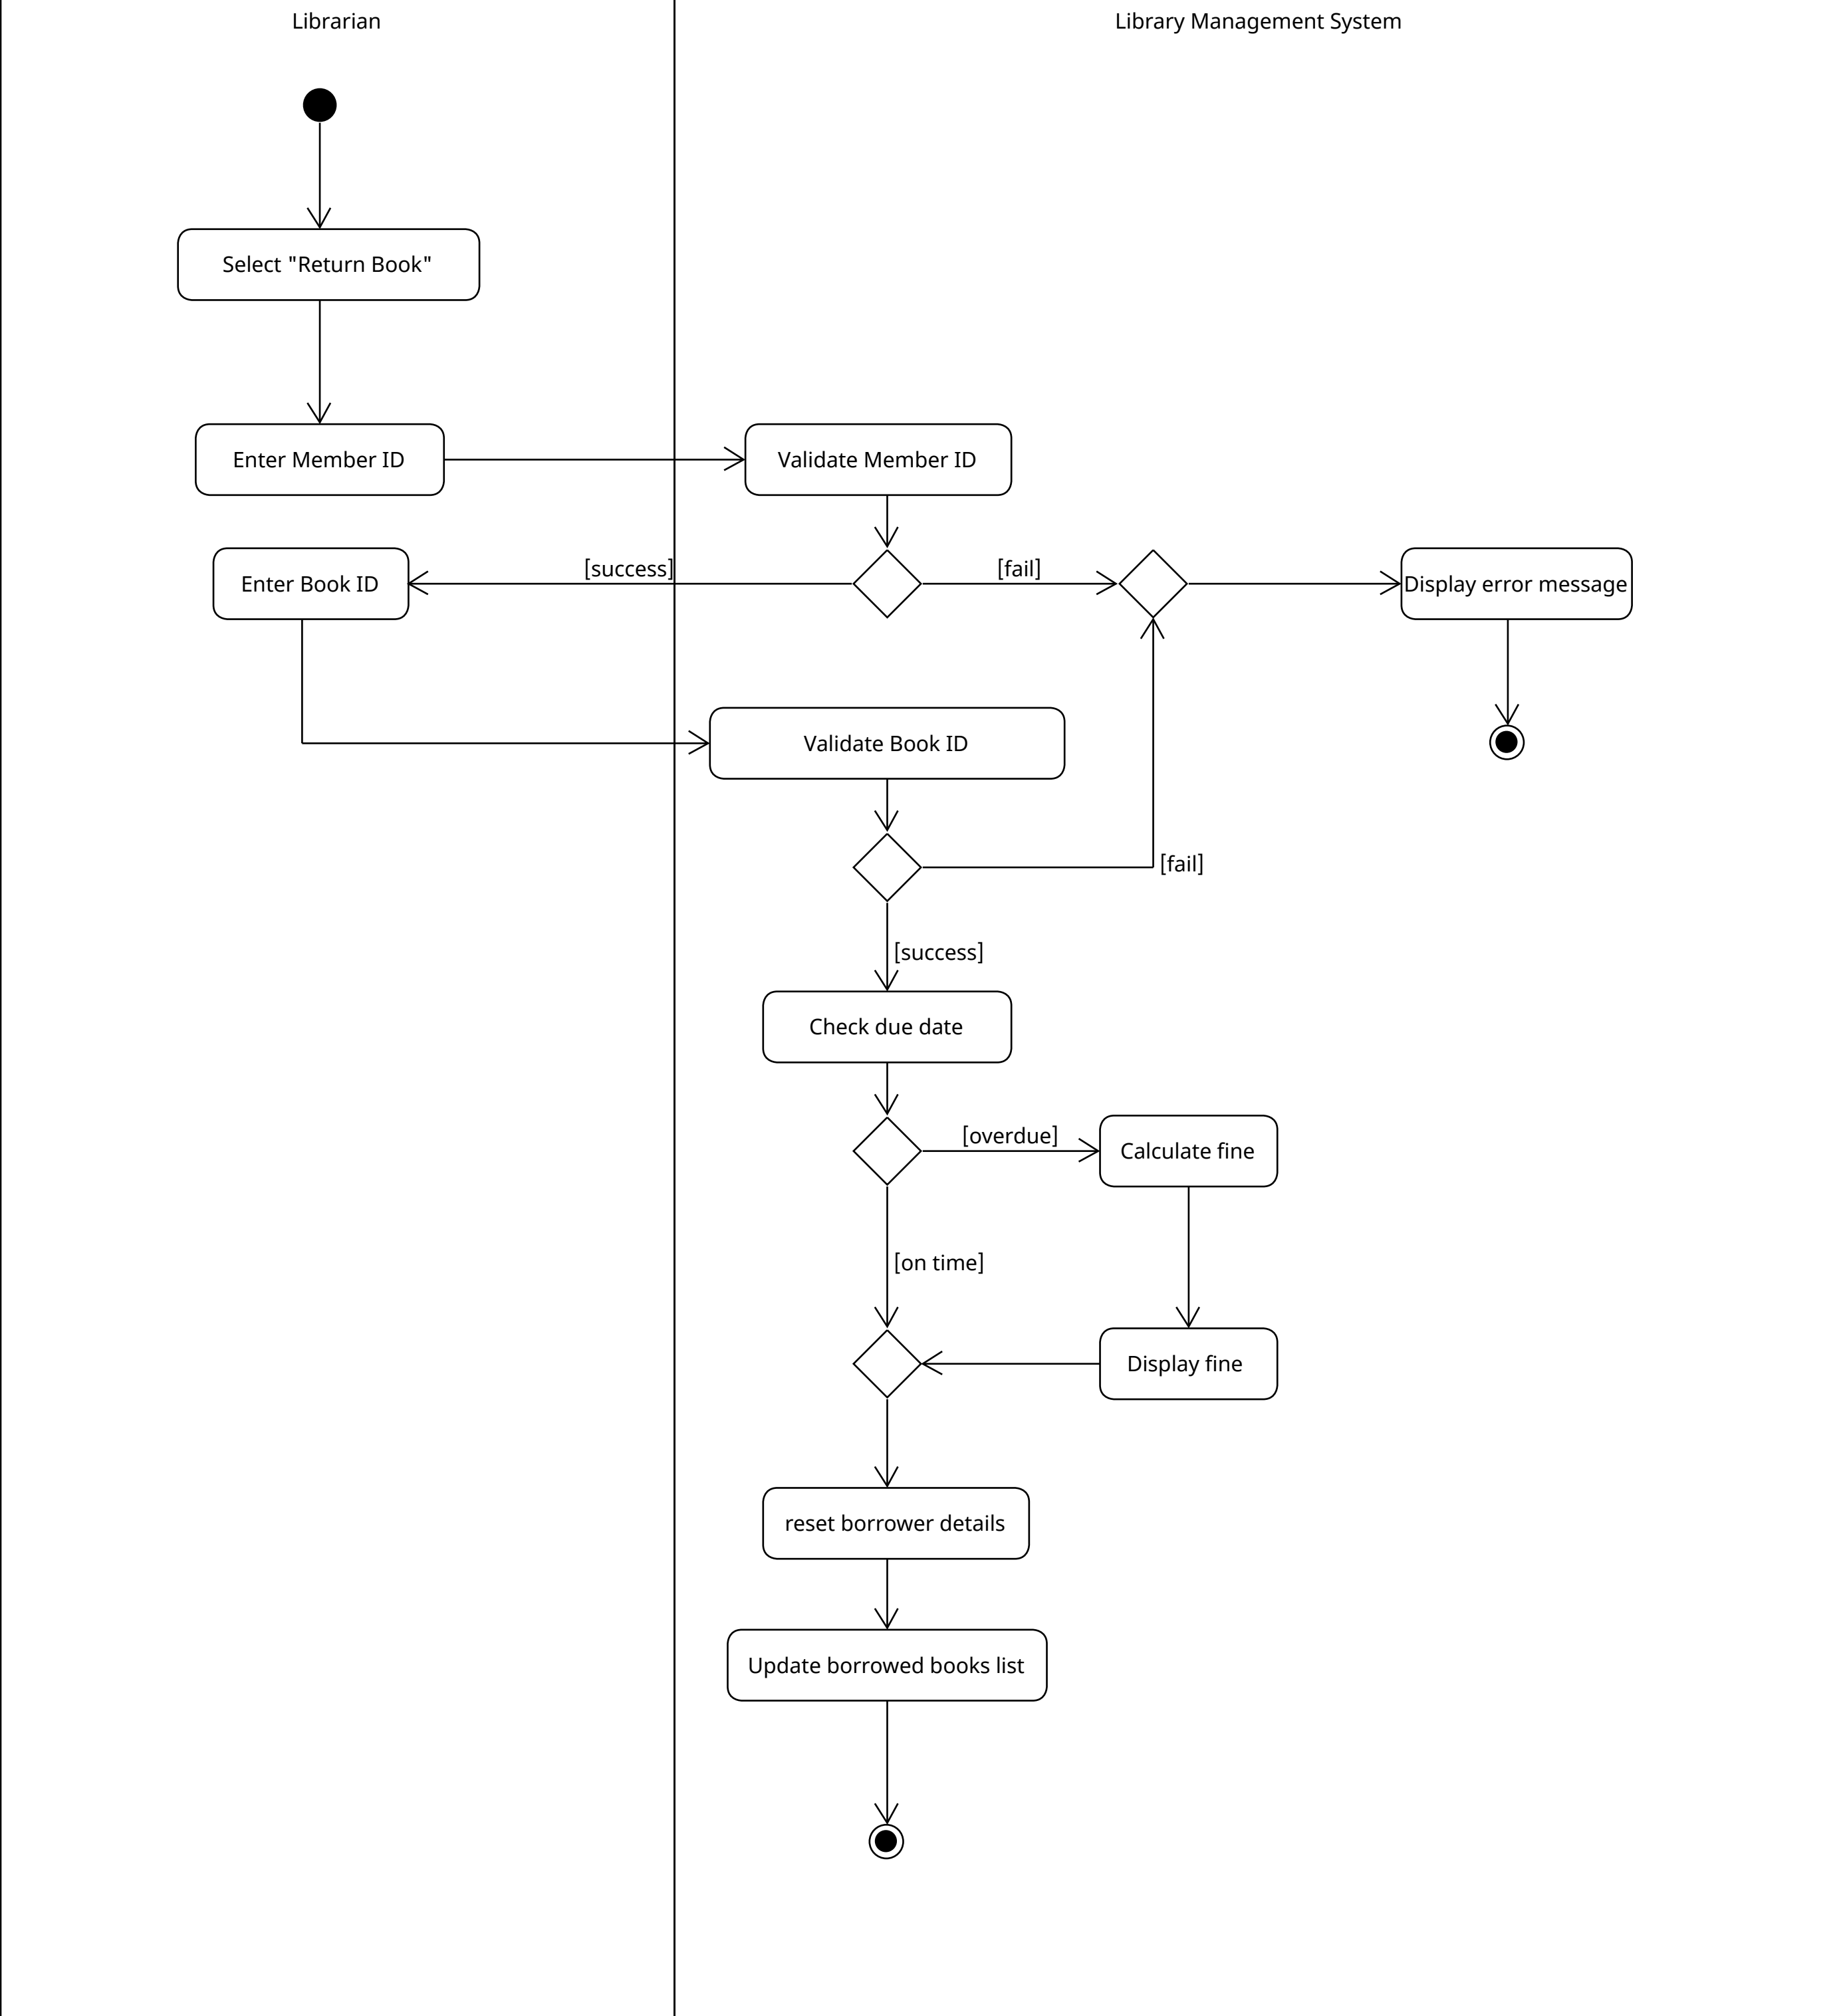 Librarian
Library Management System
Select "Return Book"
Enter Member ID
Validate Member ID
[success]
[fail]
Enter Book ID
Display error message
Validate Book ID
[fail]
[success]
Check due date
[overdue]
Calculate fine
[on time]
Display fine
reset borrower details
Update borrowed books list